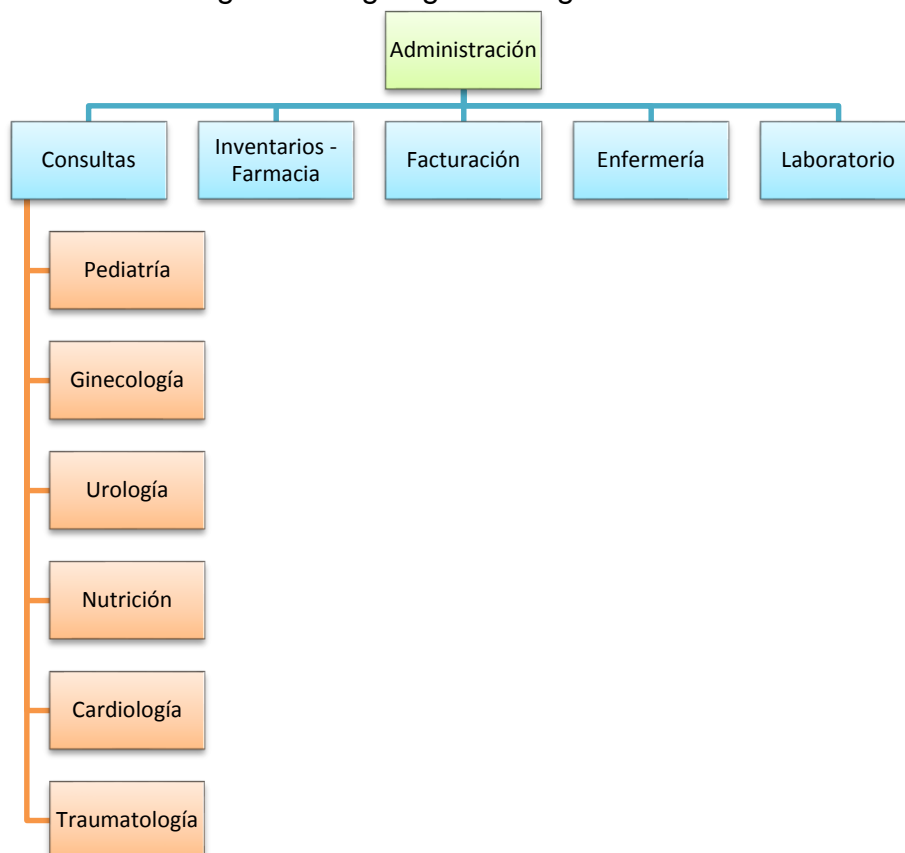 Administración
Consultas
Inventarios -
Farmacia
Facturación
Enfermería
Laboratorio
Pediatría
Ginecología
Urología
Nutrición
Cardiología
Traumatología